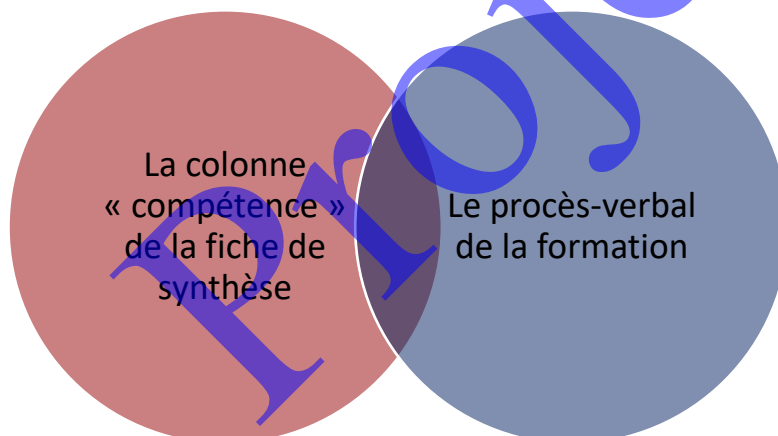 La colonne
« compétence »
de la fiche de
synthèse
Le procès-verbal
de la formation
Proj